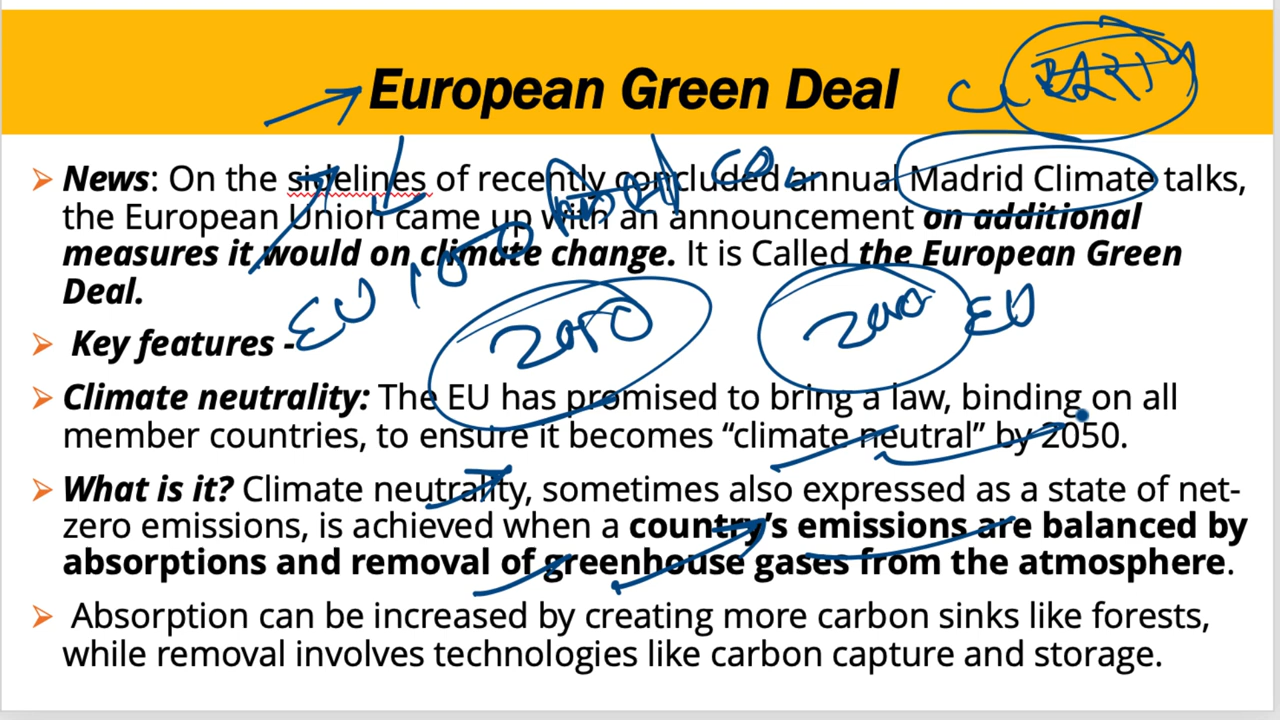 European Green Deal
➤ News: On the sidelines of recently concluded annual Madrid Climate talks,
the European Union came up with an announcement on additional
measures it would on climate change. It is Called the European Green
Deal.
EU 100
zero
zero EU
➤ Key features -
➤ Climate neutrality: The EU has promised to bring a law, binding on all
member countries, to ensure it becomes “climate neutral” by 2050.
➤ What is it? Climate neutrality, sometimes also expressed as a state of net-
zero emissions, is achieved when a country’s emissions are balanced by
absorptions and removal of greenhouse gases from the atmosphere.
➤ Absorption can be increased by creating more carbon sinks like forests,
while removal involves technologies like carbon capture and storage.